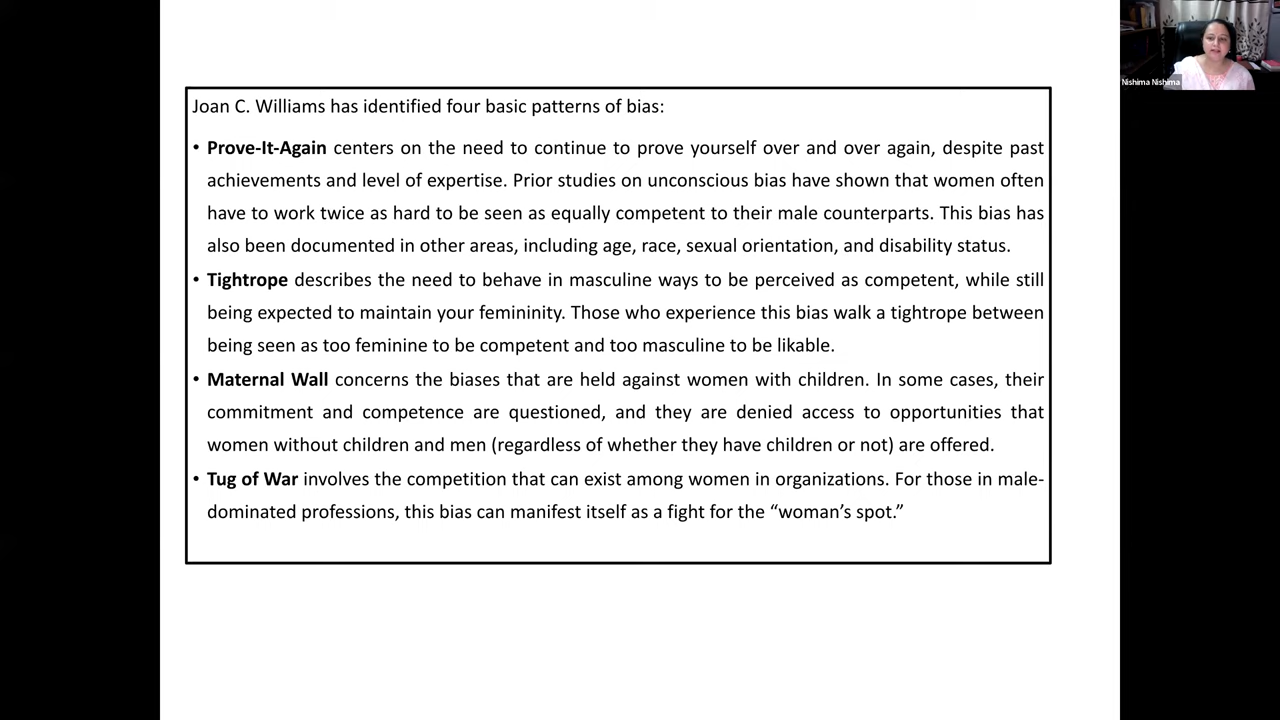 Joan C. Williams has identified four basic patterns of bias:
• Prove-It-Again centers on the need to continue to prove yourself over and over again, despite past
achievements and level of expertise. Prior studies on unconscious bias have shown that women often
have to work twice as hard to be seen as equally competent to their male counterparts. This bias has
also been documented in other areas, including age, race, sexual orientation, and disability status.
• Tightrope describes the need to behave in masculine ways to be perceived as competent, while still
being expected to maintain your femininity. Those who experience this bias walk a tightrope between
being seen as too feminine to be competent and too masculine to be likable.
• Maternal Wall concerns the biases that are held against women with children. In some cases, their
commitment and competence are questioned, and they are denied access to opportunities that
women without children and men (regardless of whether they have children or not) are offered.
• Tug of War involves the competition that can exist among women in organizations. For those in male-
dominated professions, this bias can manifest itself as a fight for the “woman’s spot.”
Nishima Nishima